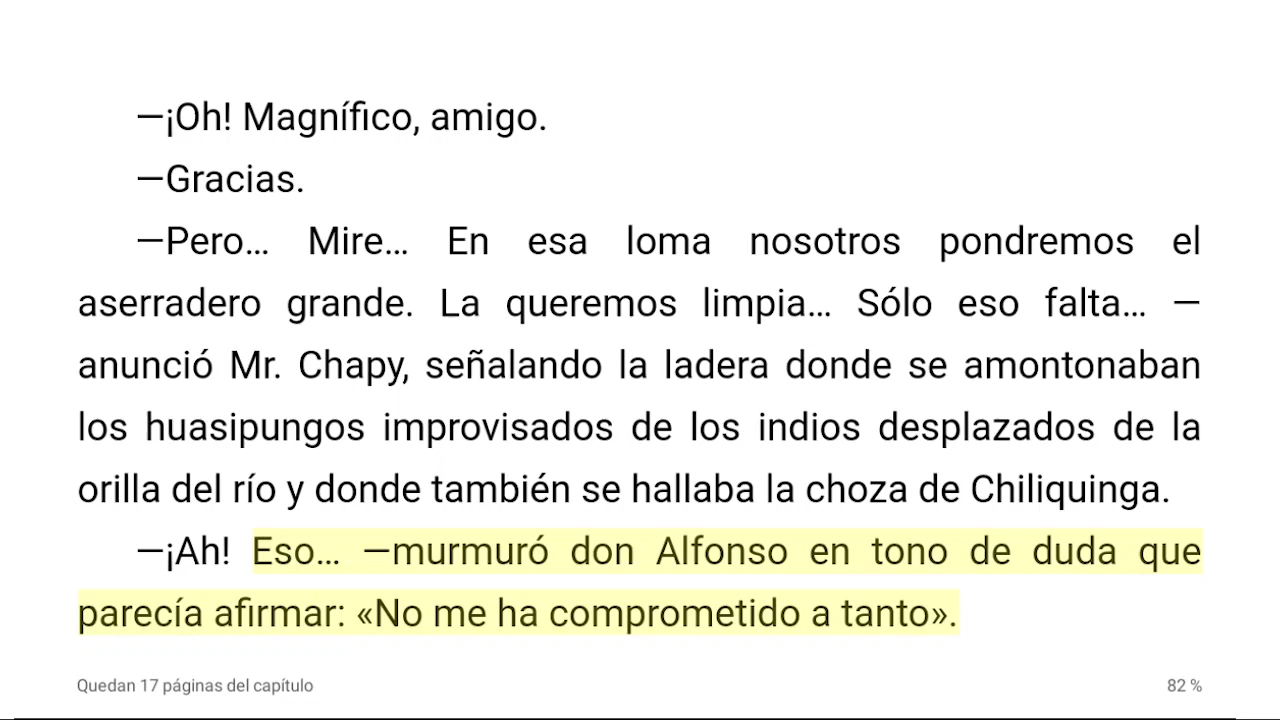 —¡Oh! Magnífico, amigo.
—Gracias.
—Pero... Mire... En esa loma nosotros pondremos el
aserradero grande. La queremos limpia... Sólo eso falta... —
anunció Mr. Chapy, señalando la ladera donde se amontonaban
los huasipungos improvisados de los indios desplazados de la
orilla del río y donde también se hallaba la choza de Chiliquinga.
—¡Ah! Eso... —murmuró don Alfonso en tono de duda que
parecía afirmar: «No me ha comprometido a tanto».
Quedan 17 páginas del capítulo
82 %